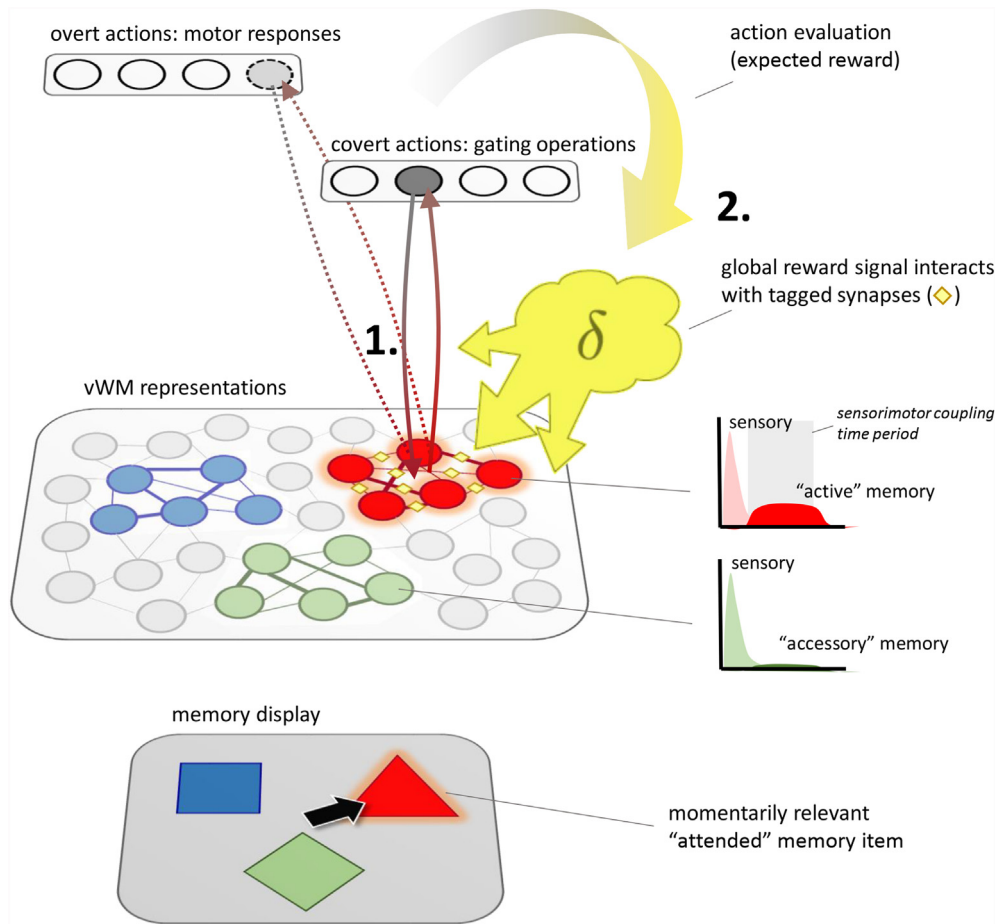 overt actions: motor responses
action evaluation
(expected reward)
covert actions: gating operations
2.
global reward signal interacts
with tagged synapses ( )
δ
1.
vWM representations
sensory
sensorimotor coupling
time period
“active” memory
sensory
“accessory” memory
memory display
momentarily relevant
“attended” memory item